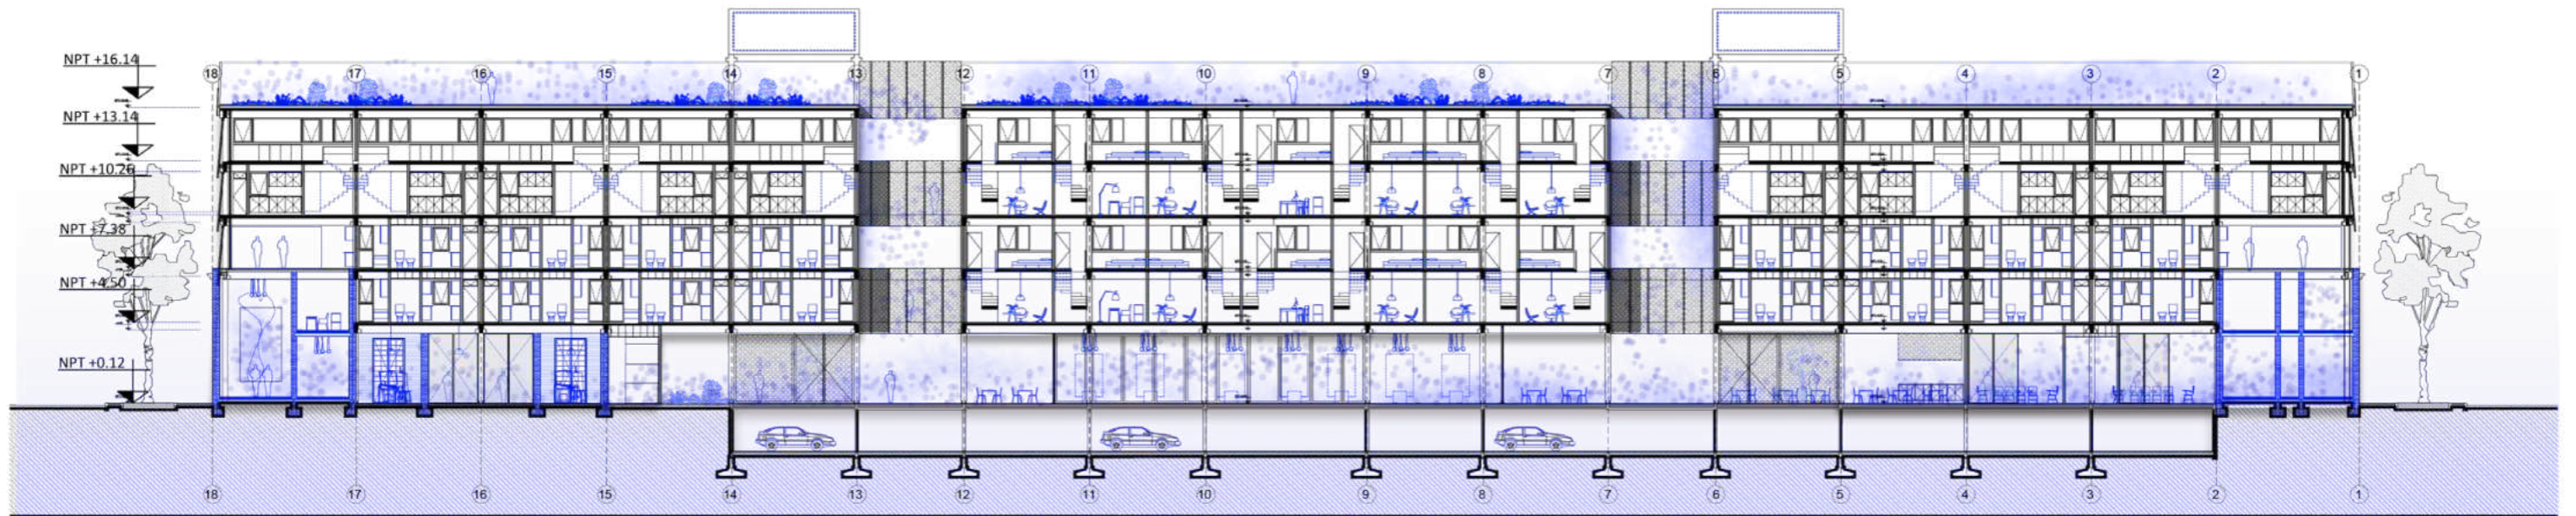 NPT +16.14
18 17 16 15 14 13 12 11 10 9 8 7 6 5 4 3 2 1
NPT +13.14
NPT +10.26
NPT +7.38
NPT +4.50
NPT +0.12
18 17 16 15 14 13 12 11 10 9 8 7 6 5 4 3 2 1